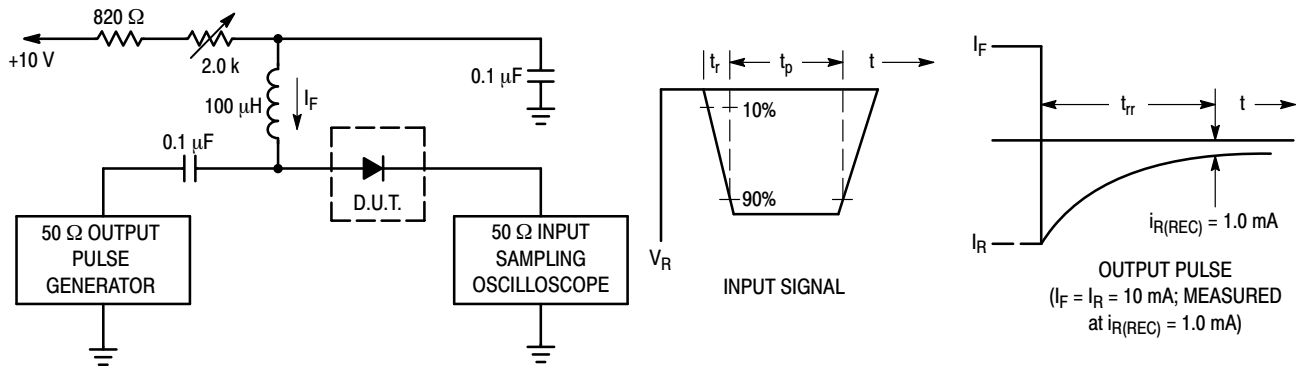 820 Ω
+10 V
2.0 k
100 μH
I_F
0.1 μF
0.1 μF
D.U.T.
50 Ω OUTPUT
PULSE
GENERATOR
50 Ω INPUT
SAMPLING
OSCILLOSCOPE
t_r
t_p
t
10%
90%
V_R
INPUT SIGNAL
I_F
t_rr
t
I_R
i_R(REC) = 1.0 mA
OUTPUT PULSE
(I_F = I_R = 10 mA; MEASURED
at i_R(REC) = 1.0 mA)